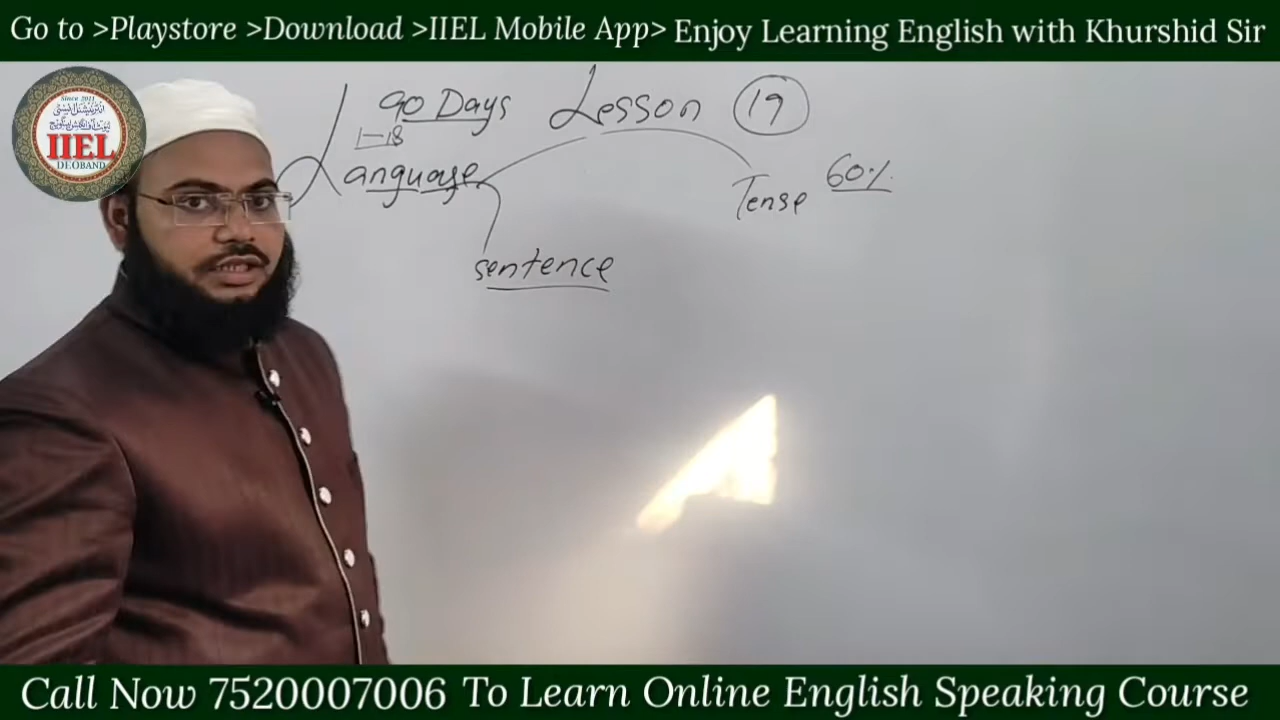 Go to >Playstore >Download >IIEL Mobile App> Enjoy Learning English with Khurshid Sir
Since 2011
IIEL
DEOBAND
90 Days Lesson 19
1-18
Language
Tense 60%
sentence
Call Now 7520007006 To Learn Online English Speaking Course